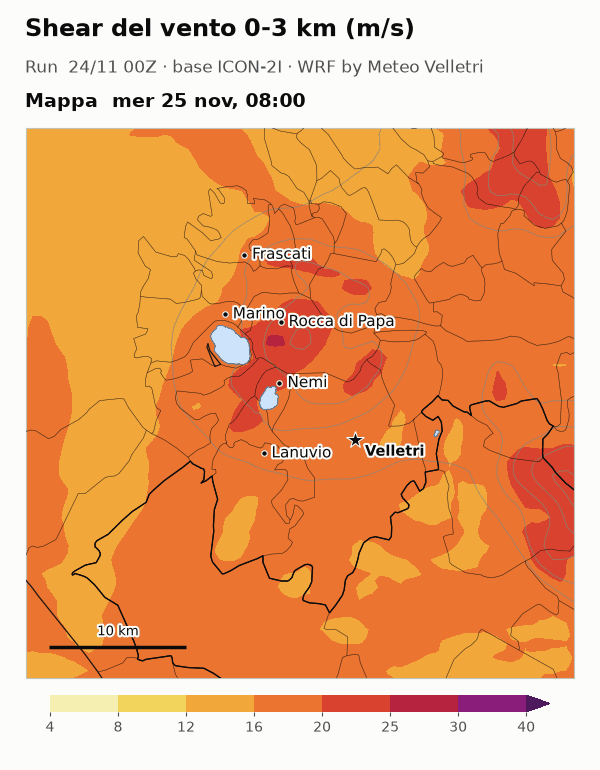 Shear del vento 0-3 km (m/s)
Run  24/11 00Z · base ICON-2I · WRF by Meteo Velletri
Mappa  mer 25 nov, 08:00
Frascati
Marino
Rocca di Papa
Nemi
Velletri
Lanuvio
10 km
4 8 12 16 20 25 30 40